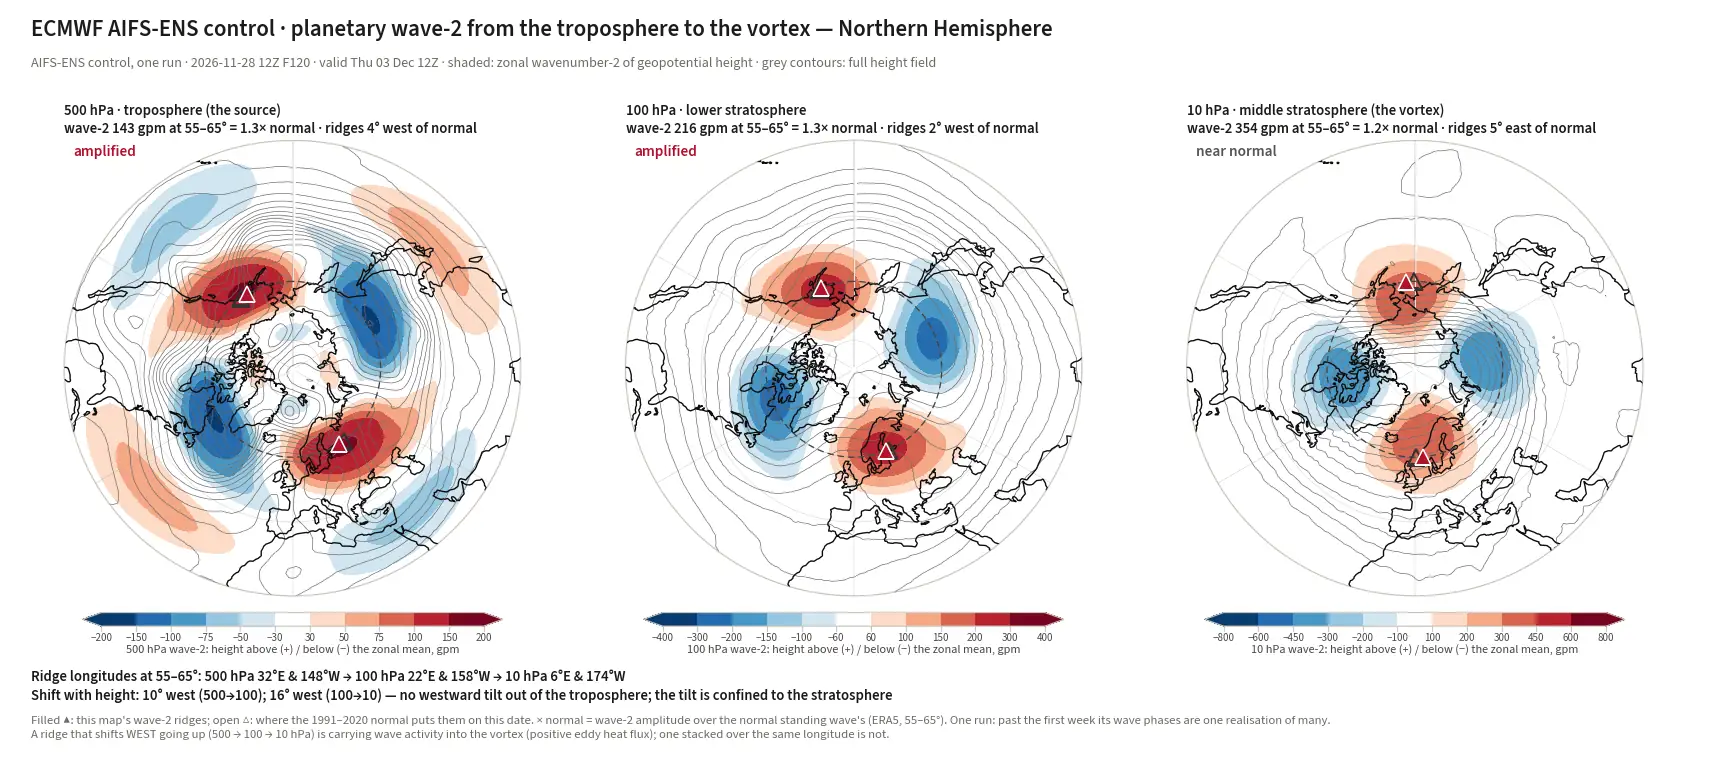 ECMWF AIFS-ENS control · planetary wave-2 from the troposphere to the vortex — Northern Hemisphere
AIFS-ENS control, one run · 2026-11-28 12Z F120 · valid Thu 03 Dec 12Z · shaded: zonal wavenumber-2 of geopotential height · grey contours: full height field
500 hPa · troposphere (the source)
wave-2 143 gpm at 55–65° = 1.3× normal · ridges 4° west of normal
amplified
100 hPa · lower stratosphere
wave-2 216 gpm at 55–65° = 1.3× normal · ridges 2° west of normal
amplified
10 hPa · middle stratosphere (the vortex)
wave-2 354 gpm at 55–65° = 1.2× normal · ridges 5° east of normal
near normal
−200 −150 −100 −75 −50 −30 30 50 75 100 150 200
500 hPa wave-2: height above (+) / below (−) the zonal mean, gpm
−400 −300 −200 −150 −100 −60 60 100 150 200 300 400
100 hPa wave-2: height above (+) / below (−) the zonal mean, gpm
−800 −600 −450 −300 −200 −100 100 200 300 450 600 800
10 hPa wave-2: height above (+) / below (−) the zonal mean, gpm
Ridge longitudes at 55–65°: 500 hPa 32°E & 148°W → 100 hPa 22°E & 158°W → 10 hPa 6°E & 174°W
Shift with height: 10° west (500→100); 16° west (100→10) — no westward tilt out of the troposphere; the tilt is confined to the stratosphere
Filled ▲: this map's wave-2 ridges; open △: where the 1991–2020 normal puts them on this date. × normal = wave-2 amplitude over the normal standing wave's (ERA5, 55–65°). One run: past the first week its wave phases are one realisation of many.
A ridge that shifts WEST going up (500 → 100 → 10 hPa) is carrying wave activity into the vortex (positive eddy heat flux); one stacked over the same longitude is not.